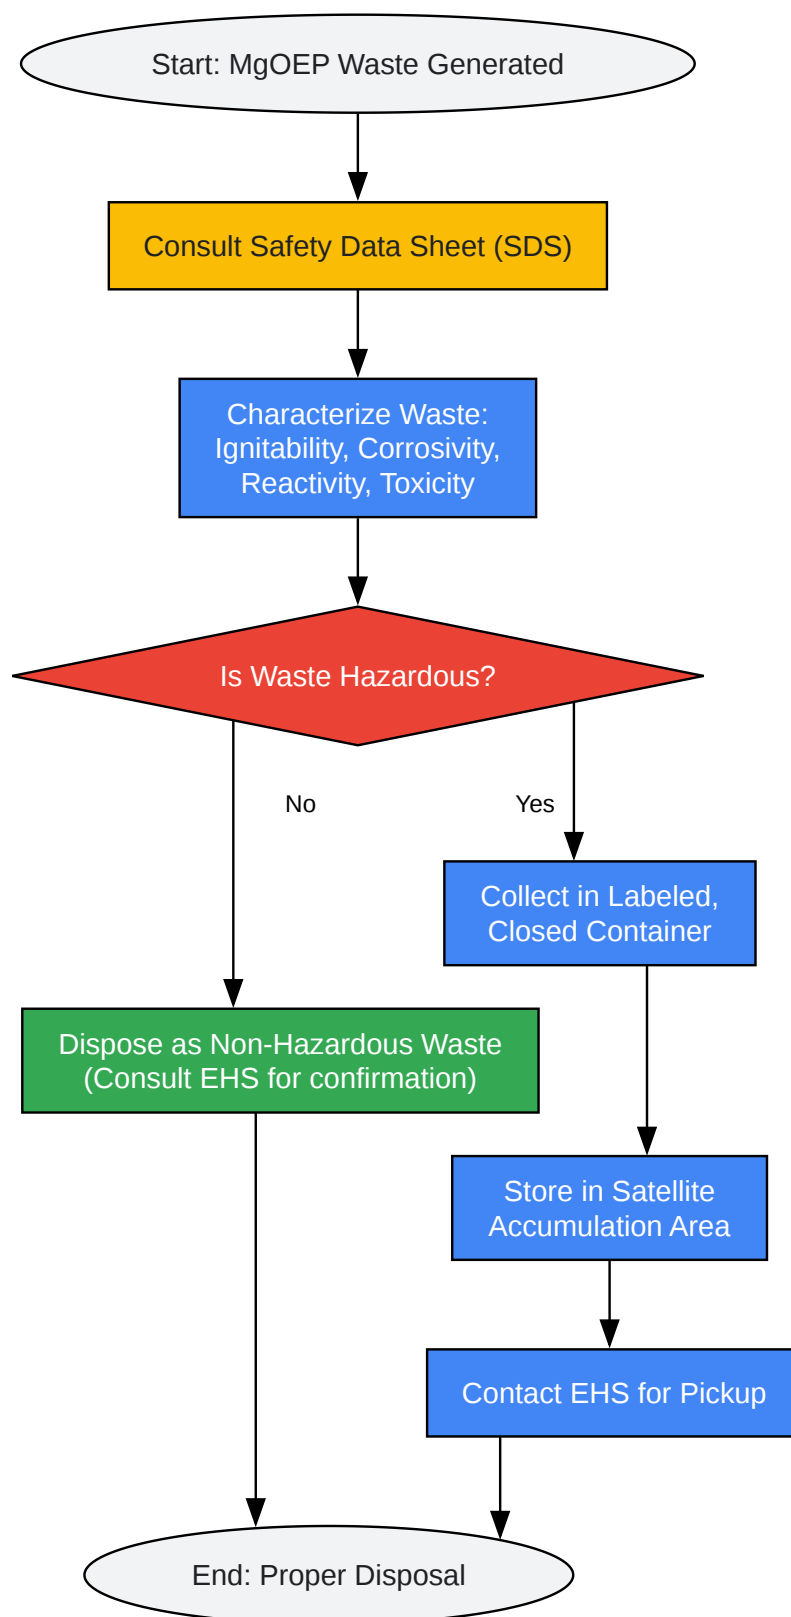 Start: MgOEP Waste Generated
Consult Safety Data Sheet (SDS)
Characterize Waste:
Ignitability, Corrosivity,
Reactivity, Toxicity
Is Waste Hazardous?
No
Yes
Collect in Labeled,
Closed Container
Dispose as Non-Hazardous Waste
(Consult EHS for confirmation)
Store in Satellite
Accumulation Area
Contact EHS for Pickup
End: Proper Disposal